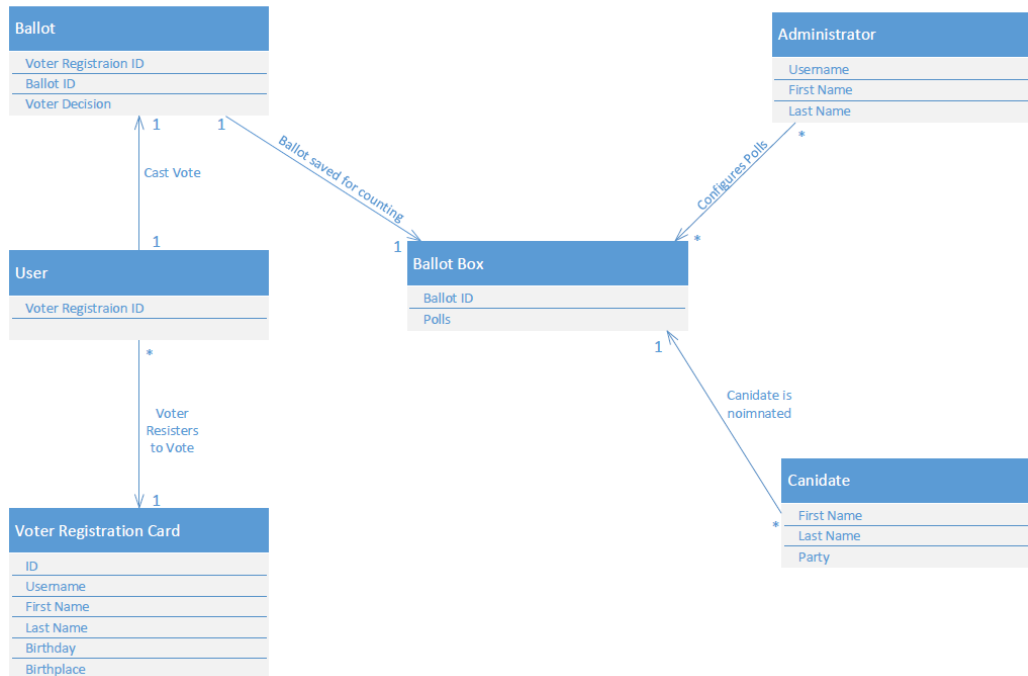 Ballot
Voter Registraion ID
Ballot ID
Voter Decision
1
1
Cast Vote
1
Ballot saved for counting
1
User
Voter Registraion ID
*
Voter
Resisters
to Vote
1
Voter Registration Card
ID
Username
First Name
Last Name
Birthday
Birthplace
Administrator
Username
First Name
Last Name
*
Configures Polls
*
Ballot Box
Ballot ID
Polls
1
Canidate is
noimnated
*
Canidate
First Name
Last Name
Party